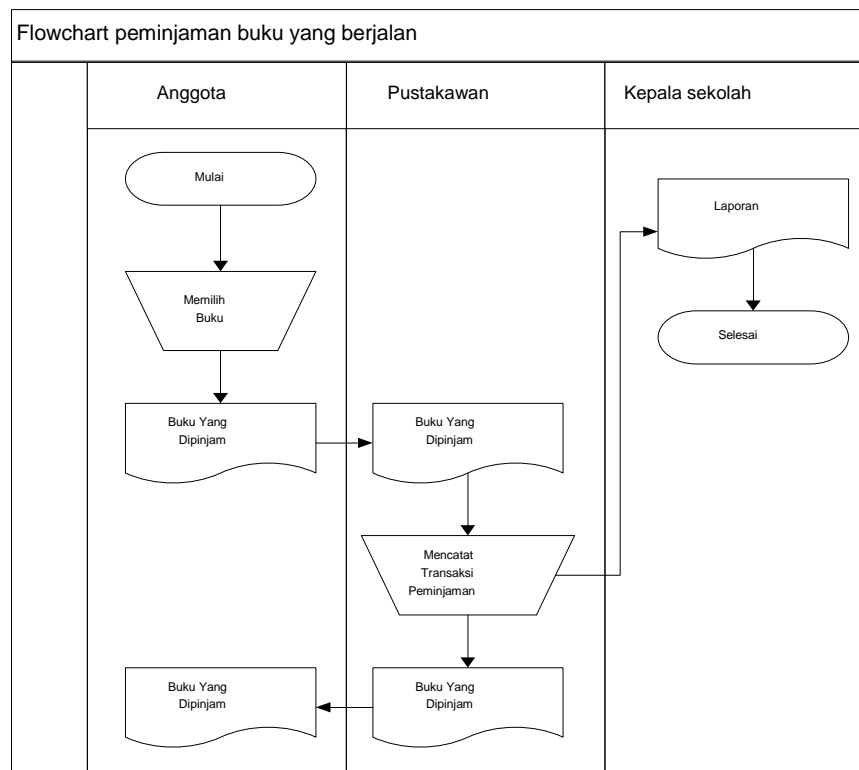 Flowchart peminjaman buku yang berjalan
Anggota
Pustakawan
Kepala sekolah
Mulai
Memilih
Buku
Buku Yang
Dipinjam
Buku Yang
Dipinjam
Mencatat
Transaksi
Peminjaman
Buku Yang
Dipinjam
Buku Yang
Dipinjam
Laporan
Selesai